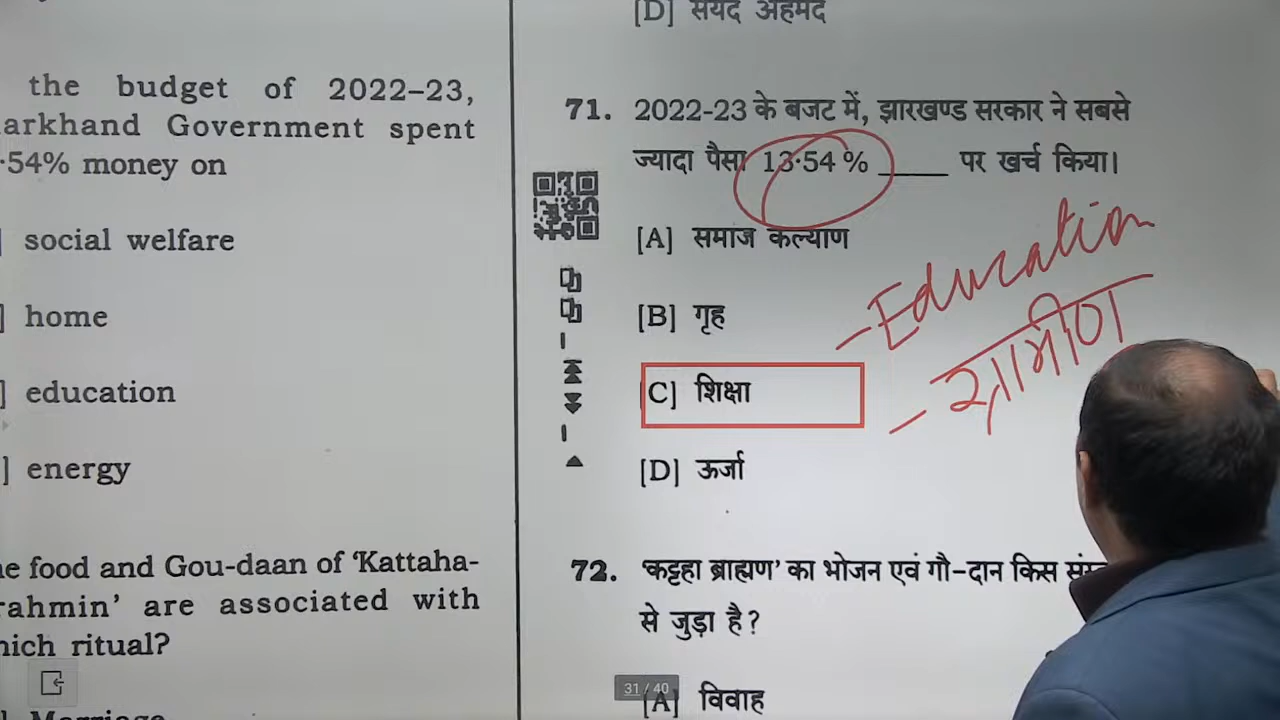 the budget of 2022–23,
arkhand Government spent
·54% money on
] social welfare
] home
] education
] energy
e food and Gou-daan of ‘Kattaha-
rahmin’ are associated with
hich ritual?
Marriage
[D] सैयद अहमद
71. 2022-23 के बजट में, झारखण्ड सरकार ने सबसे
ज्यादा पैसा 13·54 % _____ पर खर्च किया।
[A] समाज कल्याण
[B] गृह
[C] शिक्षा
[D] ऊर्जा
- Education
- ग्रामीण
72. ‘कट्टहा ब्राह्मण’ का भोजन एवं गौ-दान किस
से जुड़ा है?
[A] विवाह
31 / 40